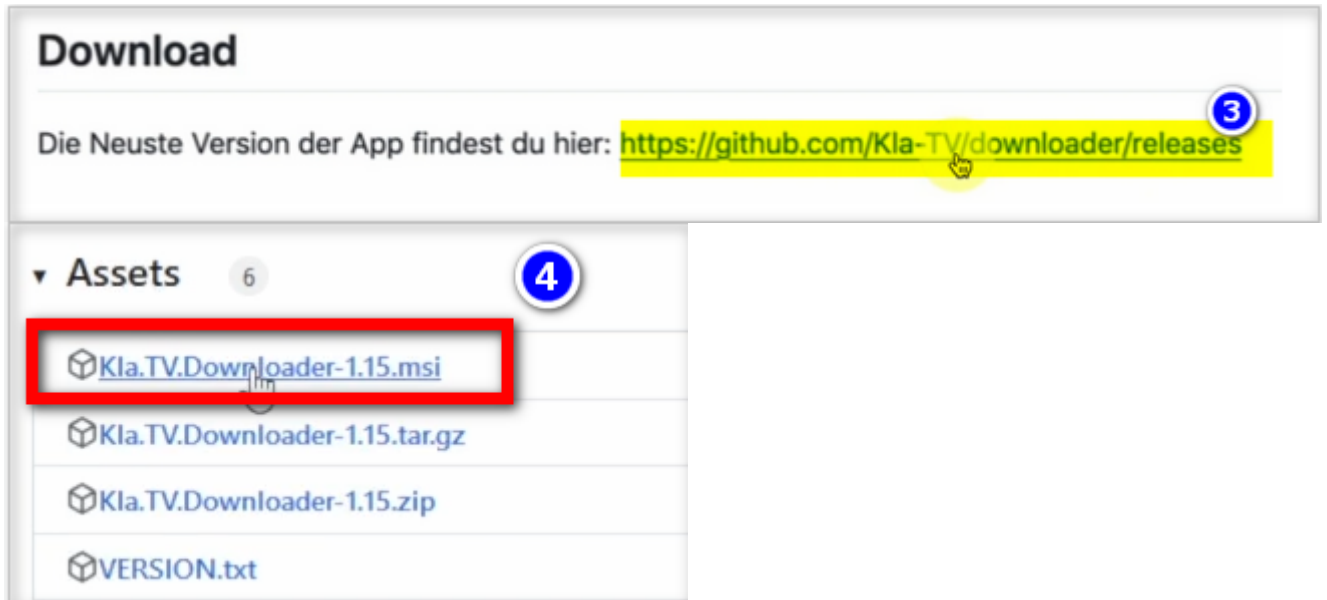 Download
Die Neuste Version der App findest du hier: https://github.com/Kla-TV/downloader/releases
3
Assets 6
4
Kla.TV.Downloader-1.15.msi
Kla.TV.Downloader-1.15.tar.gz
Kla.TV.Downloader-1.15.zip
VERSION.txt